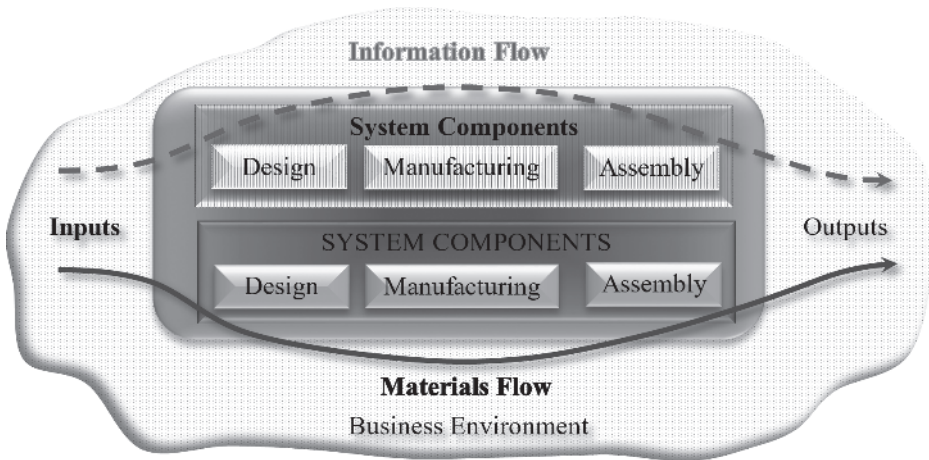 Information Flow
System Components
Design Manufacturing Assembly
Inputs
Outputs
SYSTEM COMPONENTS
Design Manufacturing Assembly
Materials Flow
Business Environment